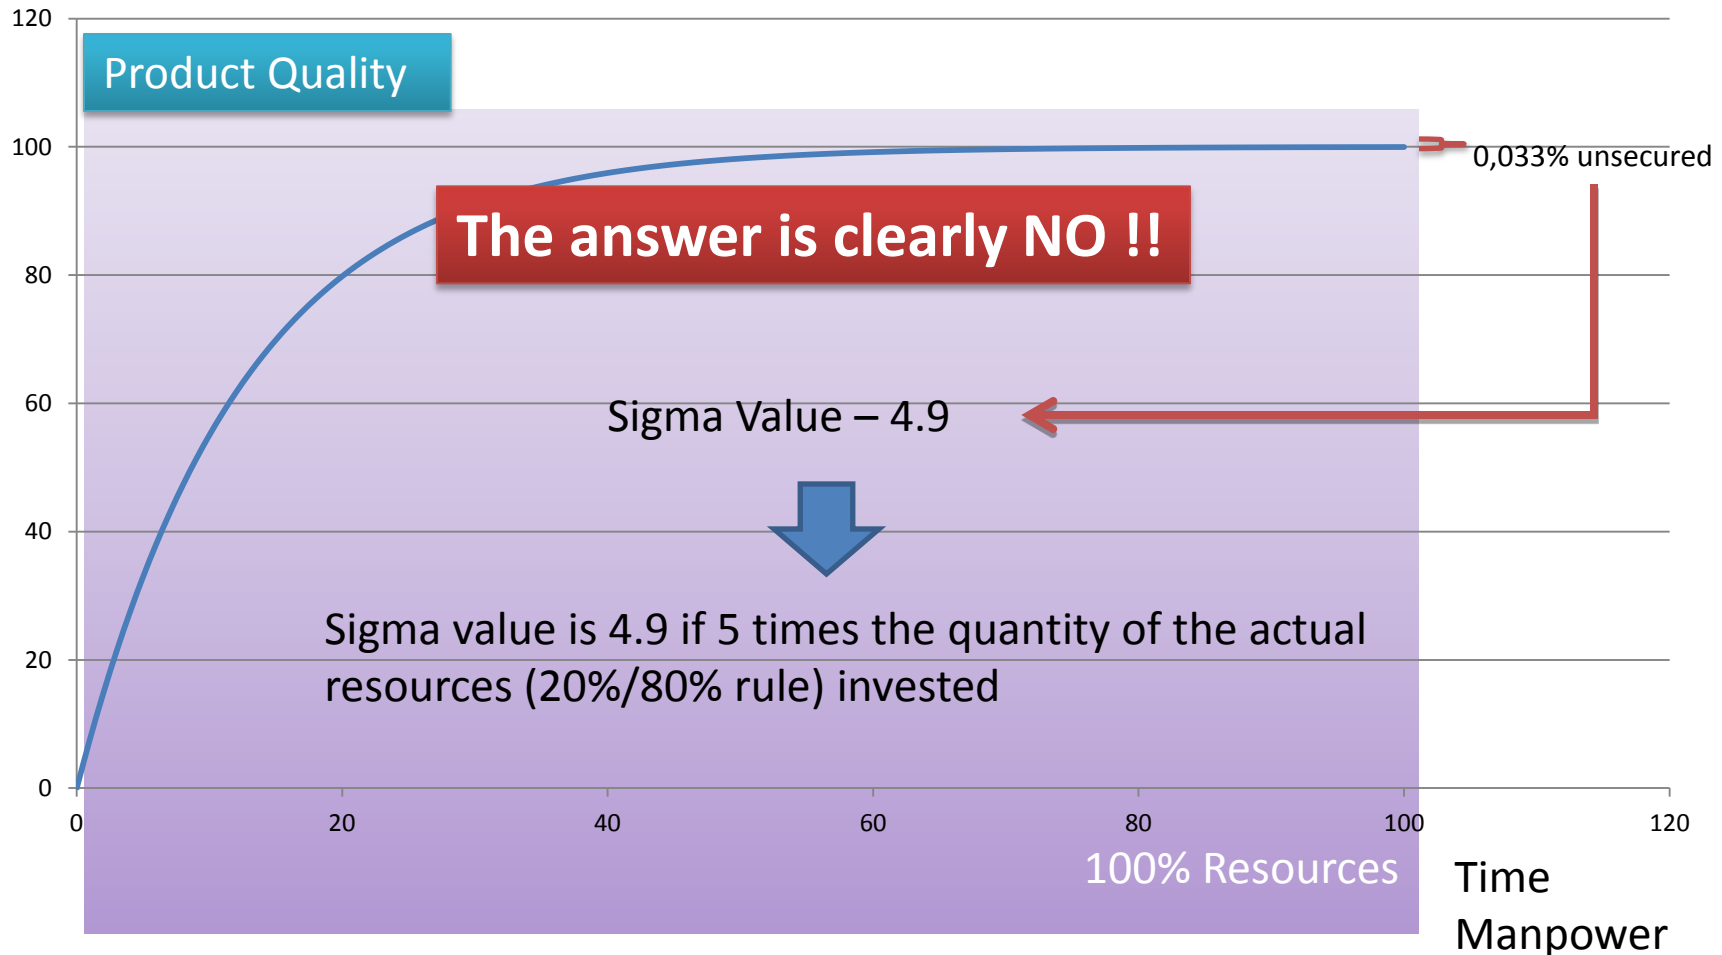 120
Product Quality
100
0,033% unsecured
The answer is clearly NO !!
80
60
Sigma Value – 4.9
40
Sigma value is 4.9 if 5 times the quantity of the actual
resources (20%/80% rule) invested
20
0
0 20 40 60 80 100 120
100% Resources
Time
Manpower